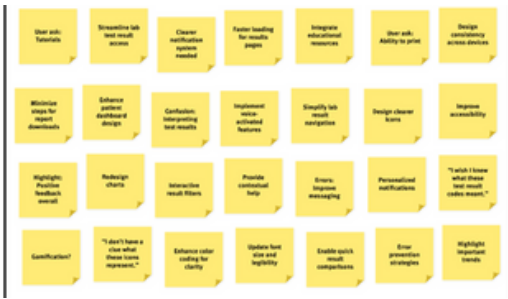 User ask:
Tutorials
Streamline lab
test result
access
Clearer
notification
system
needed
Faster loading
for results
pages
Integrate
educational
resources
User ask:
Ability to print
Design
consistency
across devices
Minimize
steps for
report
downloads
Enhance
patient
dashboard
design
Confusion:
Interpreting
test results
Implement
voice-
activated
features
Simplify lab
result
navigation
Design clearer
icons
Improve
accessibility
Highlight:
Positive
feedback
overall
Redesign
charts
Interactive
result filters
Provide
contextual
help
Errors:
Improve
messaging
Personalized
notifications
"I wish I knew
what these
test result
codes meant."
Gamification?
"I don't have a
clue what
these icons
represent."
Enhance color
coding for
clarity
Update font
size and
legibility
Enable quick
result
comparisons
Error
prevention
strategies
Highlight
important
trends